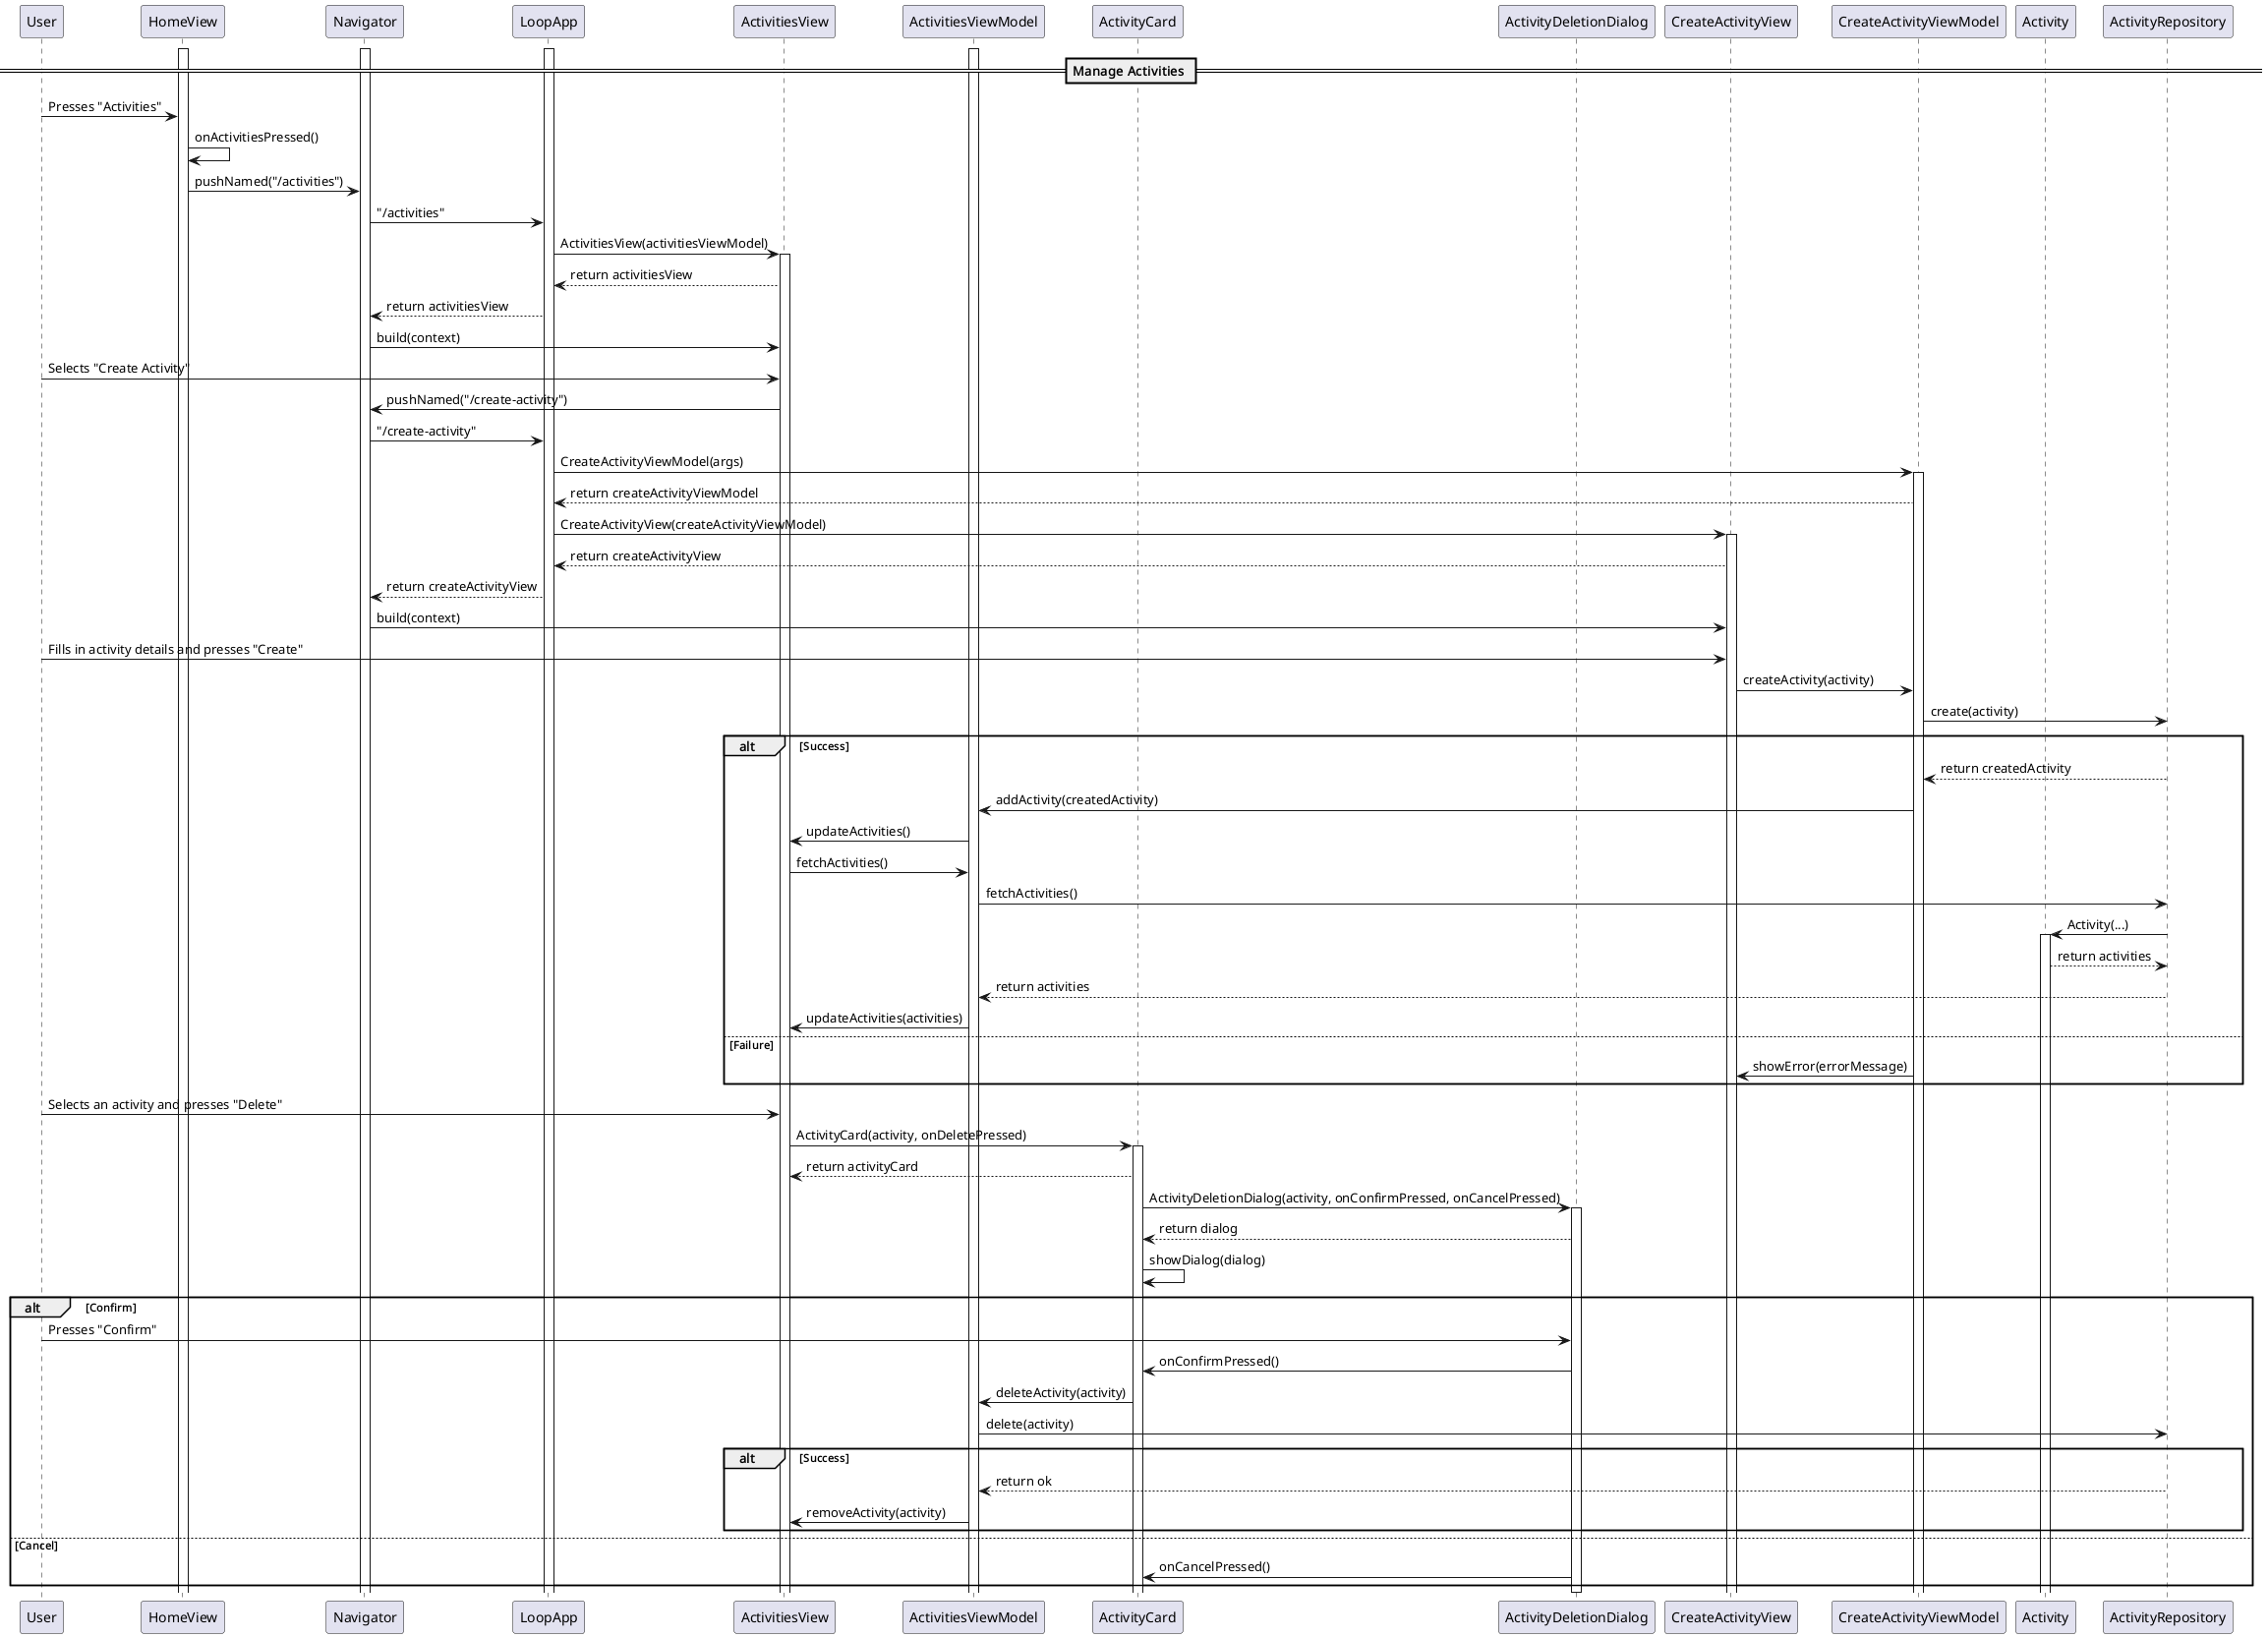 User HomeView Navigator LoopApp ActivitiesView ActivitiesViewModel ActivityCard ActivityDeletionDialog CreateActivityView CreateActivityViewModel Activity ActivityRepository
Manage Activities
Presses "Activities"
onActivitiesPressed()
pushNamed("/activities")
"/activities"
ActivitiesView(activitiesViewModel)
return activitiesView
return activitiesView
build(context)
Selects "Create Activity"
pushNamed("/create-activity")
"/create-activity"
CreateActivityViewModel(args)
return createActivityViewModel
CreateActivityView(createActivityViewModel)
return createActivityView
return createActivityView
build(context)
Fills in activity details and presses "Create"
createActivity(activity)
create(activity)
alt [Success]
return createdActivity
addActivity(createdActivity)
updateActivities()
fetchActivities()
fetchActivities()
Activity(...)
return activities
return activities
updateActivities(activities)
[Failure]
showError(errorMessage)
Selects an activity and presses "Delete"
ActivityCard(activity, onDeletePressed)
return activityCard
ActivityDeletionDialog(activity, onConfirmPressed, onCancelPressed)
return dialog
showDialog(dialog)
alt [Confirm]
Presses "Confirm"
onConfirmPressed()
deleteActivity(activity)
delete(activity)
alt [Success]
return ok
removeActivity(activity)
[Cancel]
onCancelPressed()
User HomeView Navigator LoopApp ActivitiesView ActivitiesViewModel ActivityCard ActivityDeletionDialog CreateActivityView CreateActivityViewModel Activity ActivityRepository